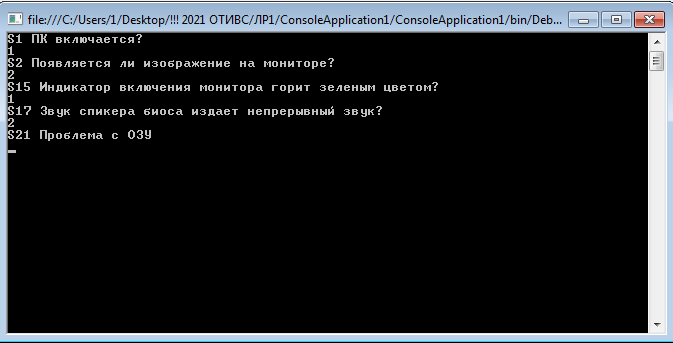 file:///C:/Users/1/Desktop/!!! 2021 ОТИВС/ЛР1/ConsoleApplication1/ConsoleApplication1/bin/Deb...
S1 ПК включается?
1
S2 Появляется ли изображение на мониторе?
2
S15 Индикатор включения монитора горит зеленым цветом?
1
S17 Звук спикера биоса издает непрерывный звук?
2
S21 Проблема с ОЗУ